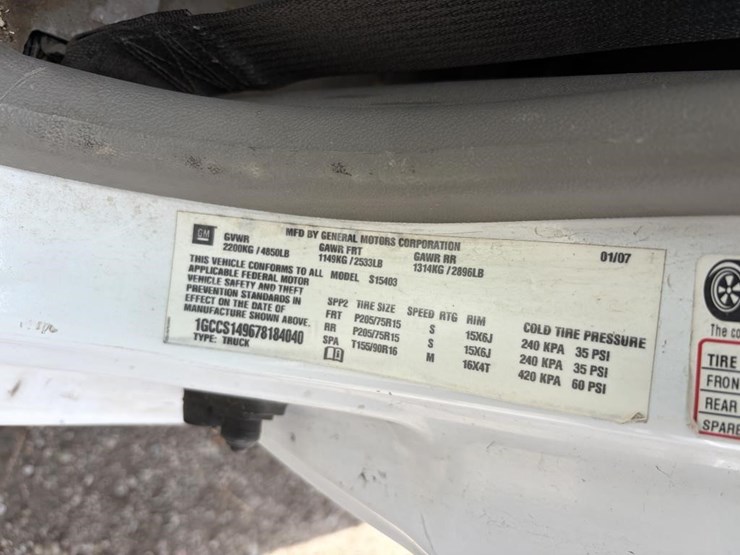 GM
MFD BY GENERAL MOTORS CORPORATION
01/07
GVWR GAWR FRT GAWR RR
2200KG / 4850LB 1149KG / 2533LB 1314KG / 2896LB
THIS VEHICLE CONFORMS TO ALL
APPLICABLE FEDERAL MOTOR
VEHICLE SAFETY AND THEFT
PREVENTION STANDARDS IN
EFFECT ON THE DATE OF
MANUFACTURE SHOWN ABOVE.
1GCCS149678184040
TYPE: TRUCK
MODEL S15403
SPP2 TIRE SIZE SPEED RTG RIM COLD TIRE PRESSURE
FRT P205/75R15 S 15X6J 240 KPA 35 PSI
RR P205/75R15 S 15X6J 240 KPA 35 PSI
SPA T155/90R16 M 16X4T 420 KPA 60 PSI
The
TIRE
FRON
REAR
SPARE